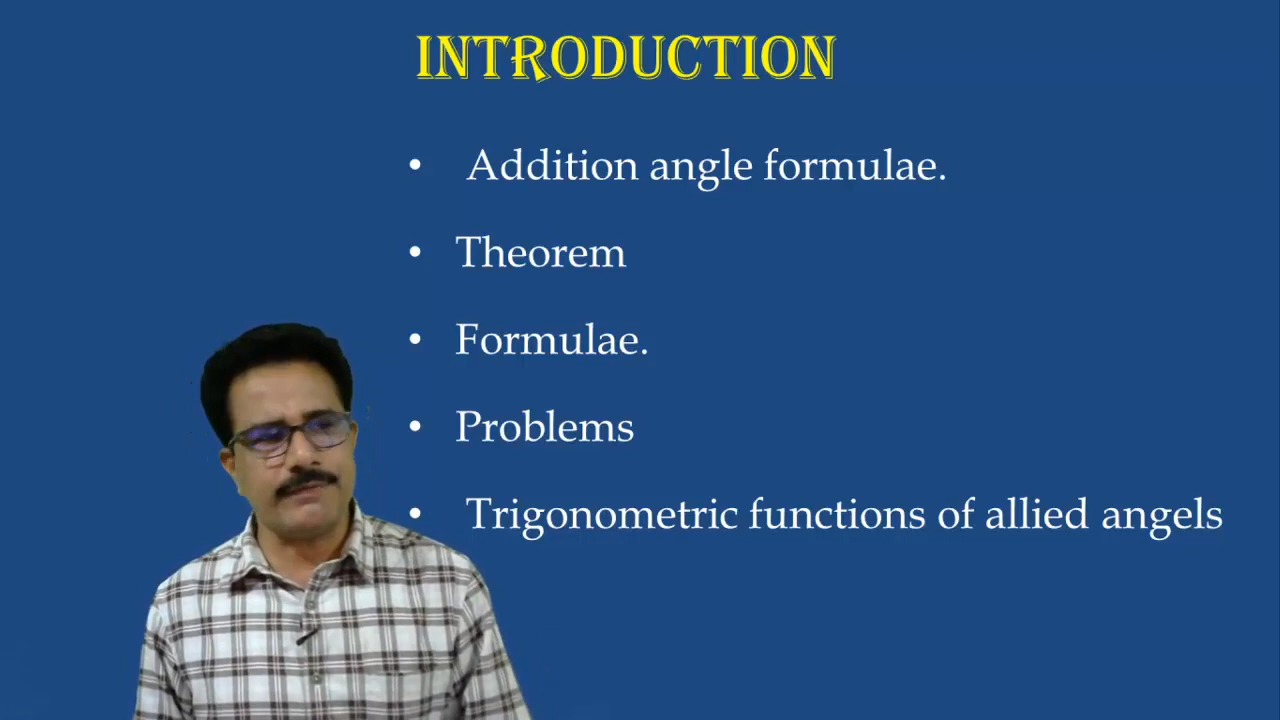 INTRODUCTION
• Addition angle formulae.
• Theorem
• Formulae.
• Problems
• Trigonometric functions of allied angels